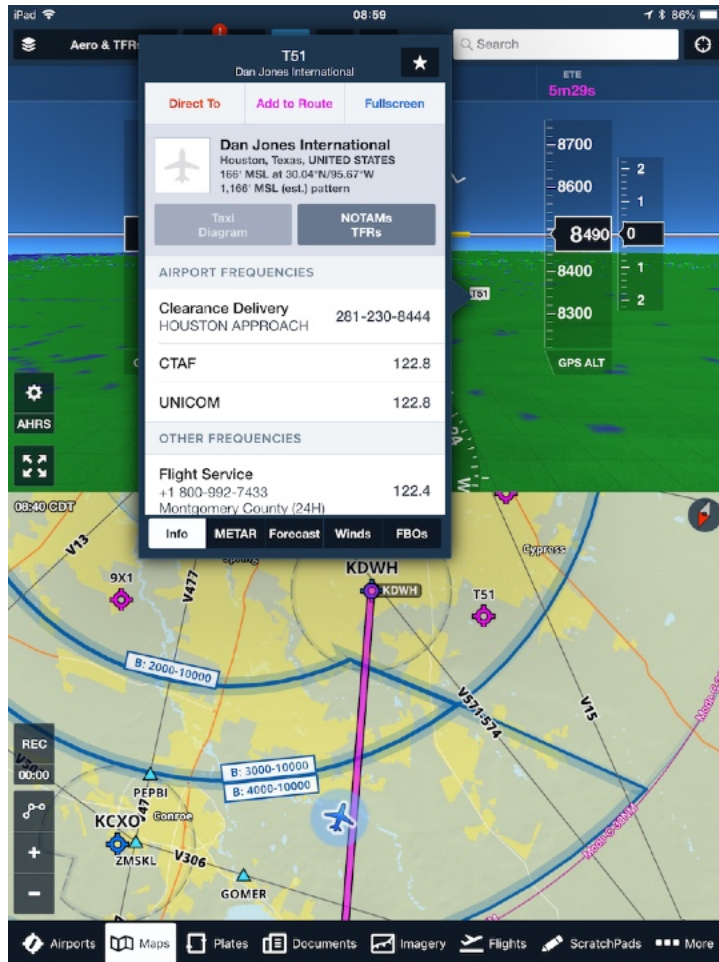 iPad
08:59
86%
Aero & TFRs
Search
T51
Dan Jones International
ETE
5m29s
Direct To
Add to Route
Fullscreen
Dan Jones International
Houston, Texas, UNITED STATES
166' MSL at 30.04°N/95.67°W
1,166' MSL (est.) pattern
Taxi
Diagram
NOTAMs
TFRs
AIRPORT FREQUENCIES
Clearance Delivery
HOUSTON APPROACH
281-230-8444
CTAF
122.8
UNICOM
122.8
OTHER FREQUENCIES
Flight Service
+1 800-992-7433
Montgomery County (24H)
122.4
Info
METAR
Forecast
Winds
FBOs
8700
8600
8490
8400
8300
GPS ALT
2
1
0
1
2
T51
W
AHRS
08:40 CDT
V13
9X1
V477
Spring
KDWH
KDWH
Cypress
T51
B: 2000-10000
V571-574
V15
REC
00:00
B: 3000-10000
B: 4000-10000
PEPBI
KCXO
Conroe
ZMSKL
V306
GOMER
Airports
Maps
Plates
Documents
Imagery
Flights
ScratchPads
More